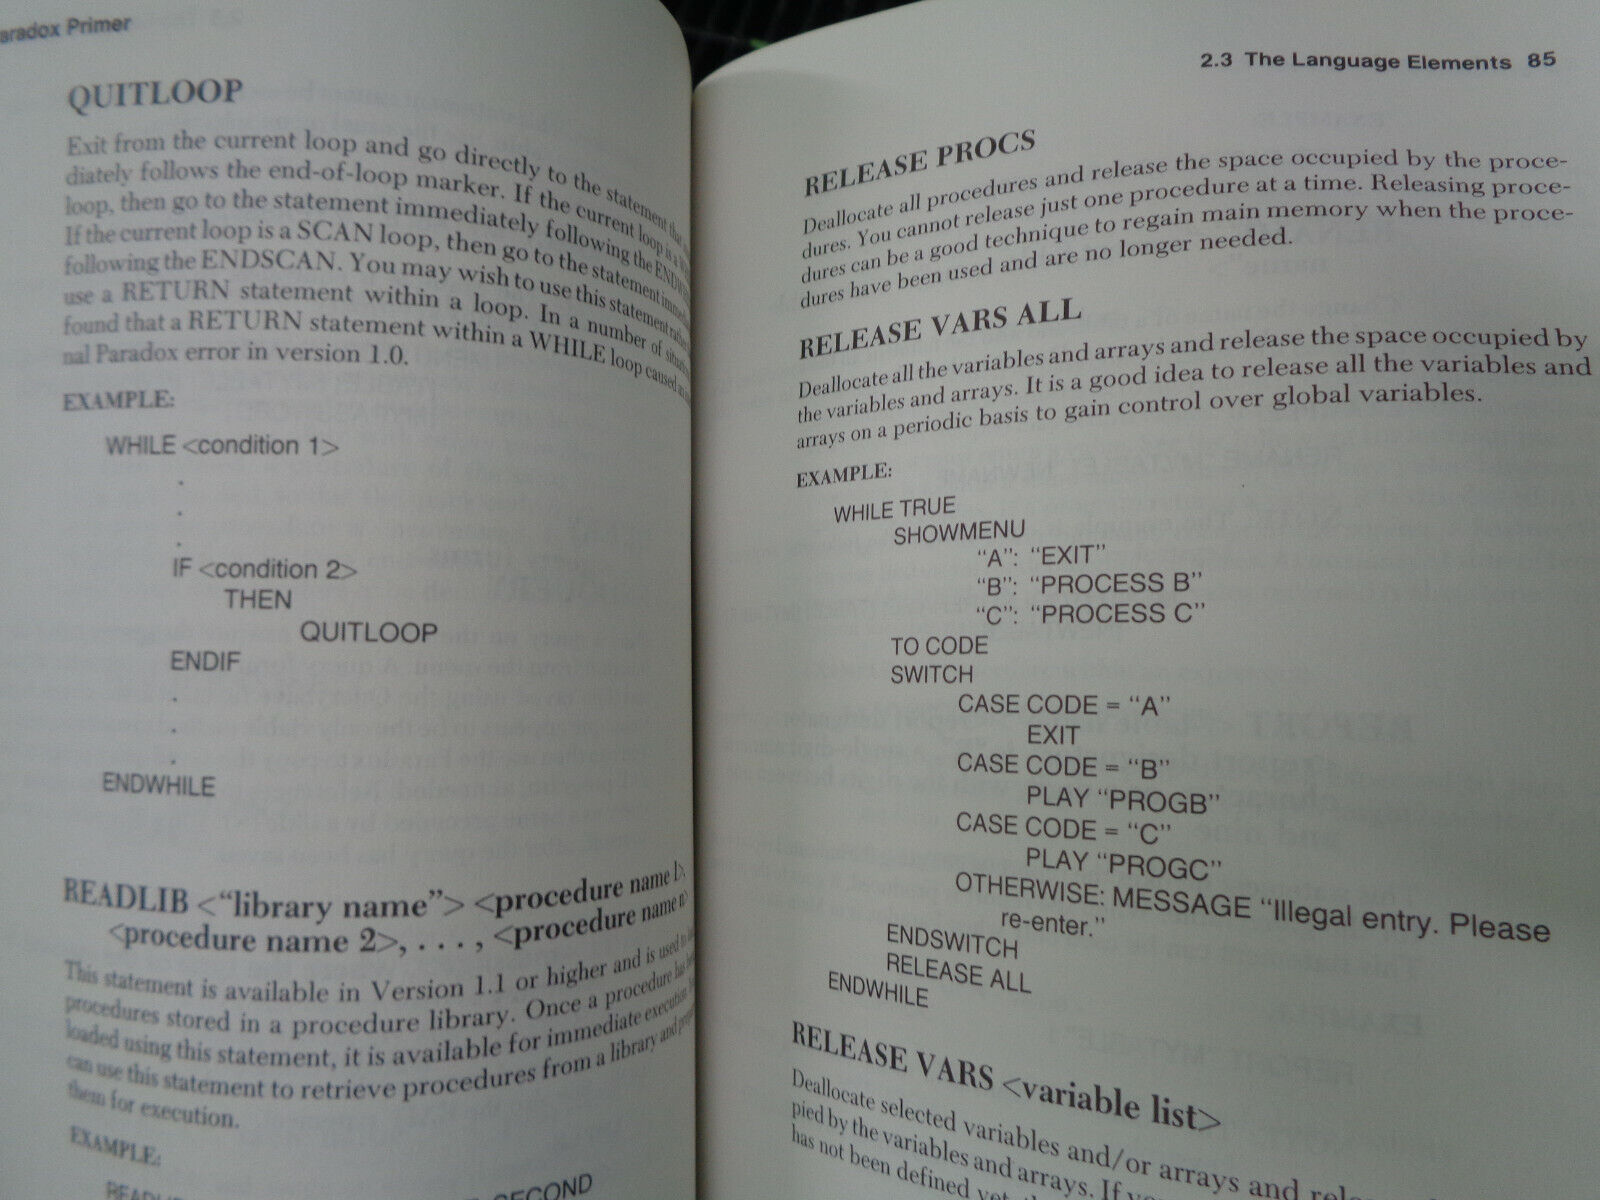 Paradox Primer
QUITLOOP
Exit from the current loop and go directly to the statement that
diately follows the end-of-loop marker. If the current loop is a
loop, then go to the statement immediately following the
If the current loop is a SCAN loop, then go to the statement
following the ENDSCAN. You may wish to use this statement
use a RETURN statement within a loop. In a number of
found that a RETURN statement within a WHILE loop caused an
nal Paradox error in version 1.0.
EXAMPLE:
WHILE <condition 1>
.
.
.
IF <condition 2>
THEN
QUITLOOP
ENDIF
.
.
.
ENDWHILE
READLIB <“library name”> <procedure name 1>,
<procedure name 2>, . . . , <procedure name n>
This statement is available in Version 1.1 or higher and is used to
procedures stored in a procedure library. Once a procedure has
loaded using this statement, it is available for immediate execution.
can use this statement to retrieve procedures from a library and
them for execution.
EXAMPLE:
SECOND
2.3 The Language Elements 85
RELEASE PROCS
Deallocate all procedures and release the space occupied by the proce-
dures. You cannot release just one procedure at a time. Releasing proce-
dures can be a good technique to regain main memory when the proce-
dures have been used and are no longer needed.
RELEASE VARS ALL
Deallocate all the variables and arrays and release the space occupied by
the variables and arrays. It is a good idea to release all the variables and
arrays on a periodic basis to gain control over global variables.
EXAMPLE:
WHILE TRUE
SHOWMENU
“A”: “EXIT”
“B”: “PROCESS B”
“C”: “PROCESS C”
TO CODE
SWITCH
CASE CODE = “A”
EXIT
CASE CODE = “B”
PLAY “PROGB”
CASE CODE = “C”
PLAY “PROGC”
OTHERWISE: MESSAGE “Illegal entry. Please
re-enter.”
ENDSWITCH
RELEASE ALL
ENDWHILE
RELEASE VARS <variable list>
Deallocate selected variables and/or arrays and
pied by the variables and arrays. If
has not been defined